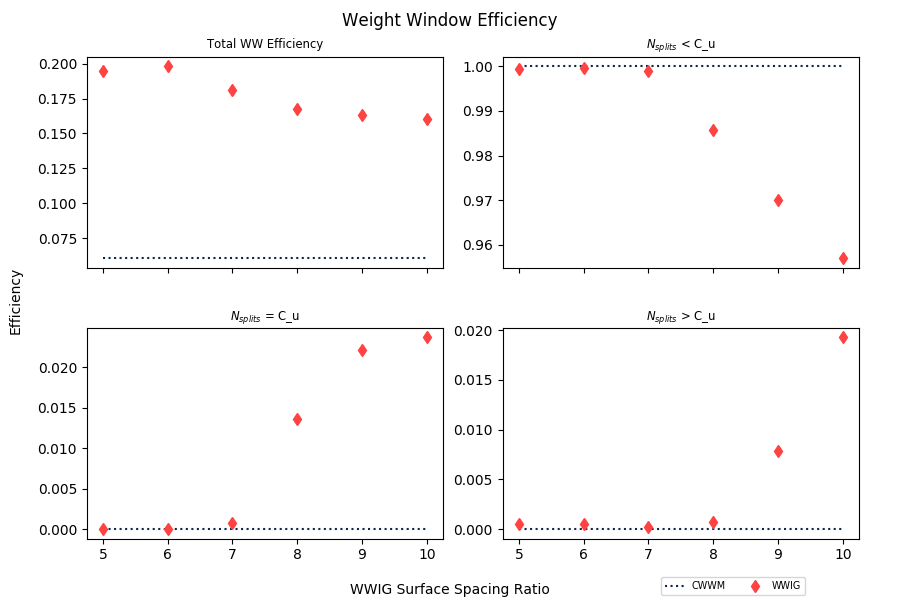 Weight Window Efficiency
Total WW Efficiency
0.200
0.175
0.150
0.125
0.100
0.075
N_splits < C_u
1.00
0.99
0.98
0.97
0.96
Efficiency
N_splits = C_u
0.020
0.015
0.010
0.005
0.000
5 6 7 8 9 10
N_splits > C_u
0.020
0.015
0.010
0.005
0.000
5 6 7 8 9 10
WWIG Surface Spacing Ratio
CWWM WWIG